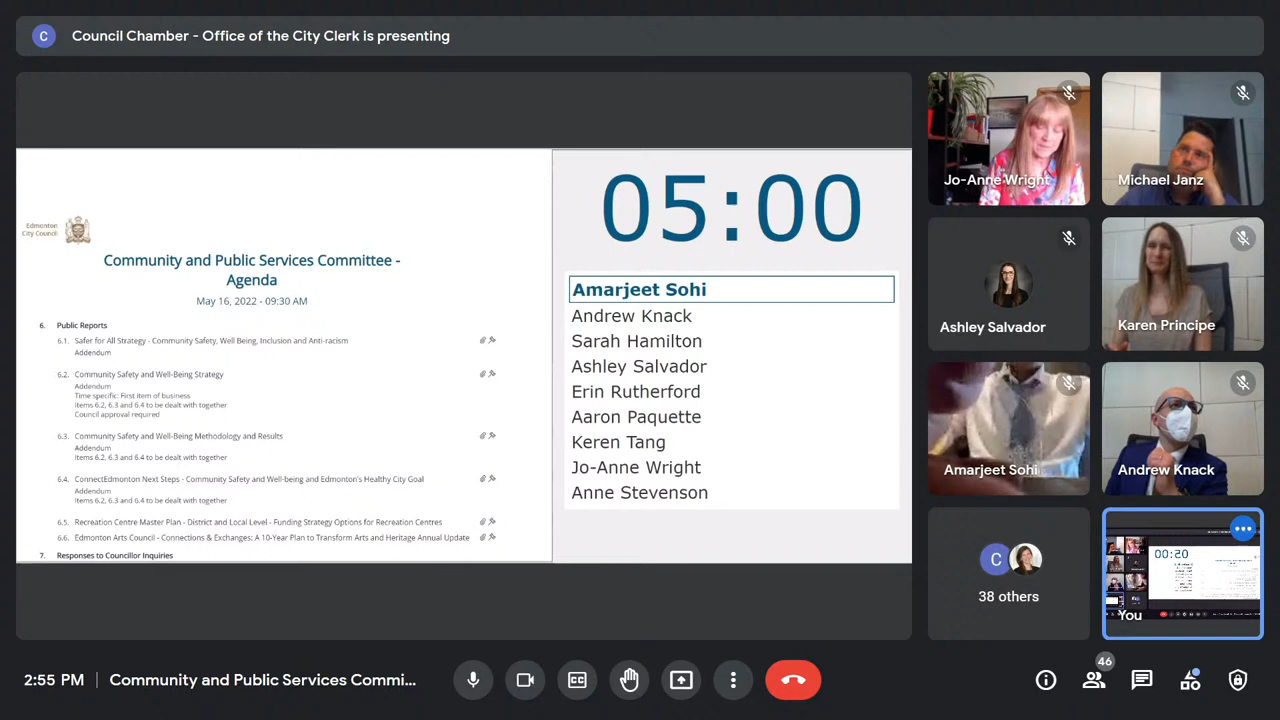 C Council Chamber - Office of the City Clerk is presenting
Edmonton
City Council
Community and Public Services Committee -
Agenda
May 16, 2022 - 09:30 AM
6. Public Reports
6.1. Safer for All Strategy - Community Safety, Well Being, Inclusion and Anti-racism
Addendum
6.2. Community Safety and Well-Being Strategy
Addendum
Time specific: First item of business
Items 6.2, 6.3 and 6.4 to be dealt with together
Council approval required
6.3. Community Safety and Well-Being Methodology and Results
Addendum
Items 6.2, 6.3 and 6.4 to be dealt with together
6.4. ConnectEdmonton Next Steps - Community Safety and Well-being and Edmonton's Healthy City Goal
Addendum
Items 6.2, 6.3 and 6.4 to be dealt with together
6.5. Recreation Centre Master Plan - District and Local Level - Funding Strategy Options for Recreation Centres
6.6. Edmonton Arts Council - Connections & Exchanges: A 10-Year Plan to Transform Arts and Heritage Annual Update
7. Responses to Councillor Inquiries
05:00
Amarjeet Sohi
Andrew Knack
Sarah Hamilton
Ashley Salvador
Erin Rutherford
Aaron Paquette
Keren Tang
Jo-Anne Wright
Anne Stevenson
Jo-Anne Wright
Michael Janz
Ashley Salvador
Karen Principe
Amarjeet Sohi
Andrew Knack
C
38 others
You
2:55 PM | Community and Public Services Commi...
CC
46